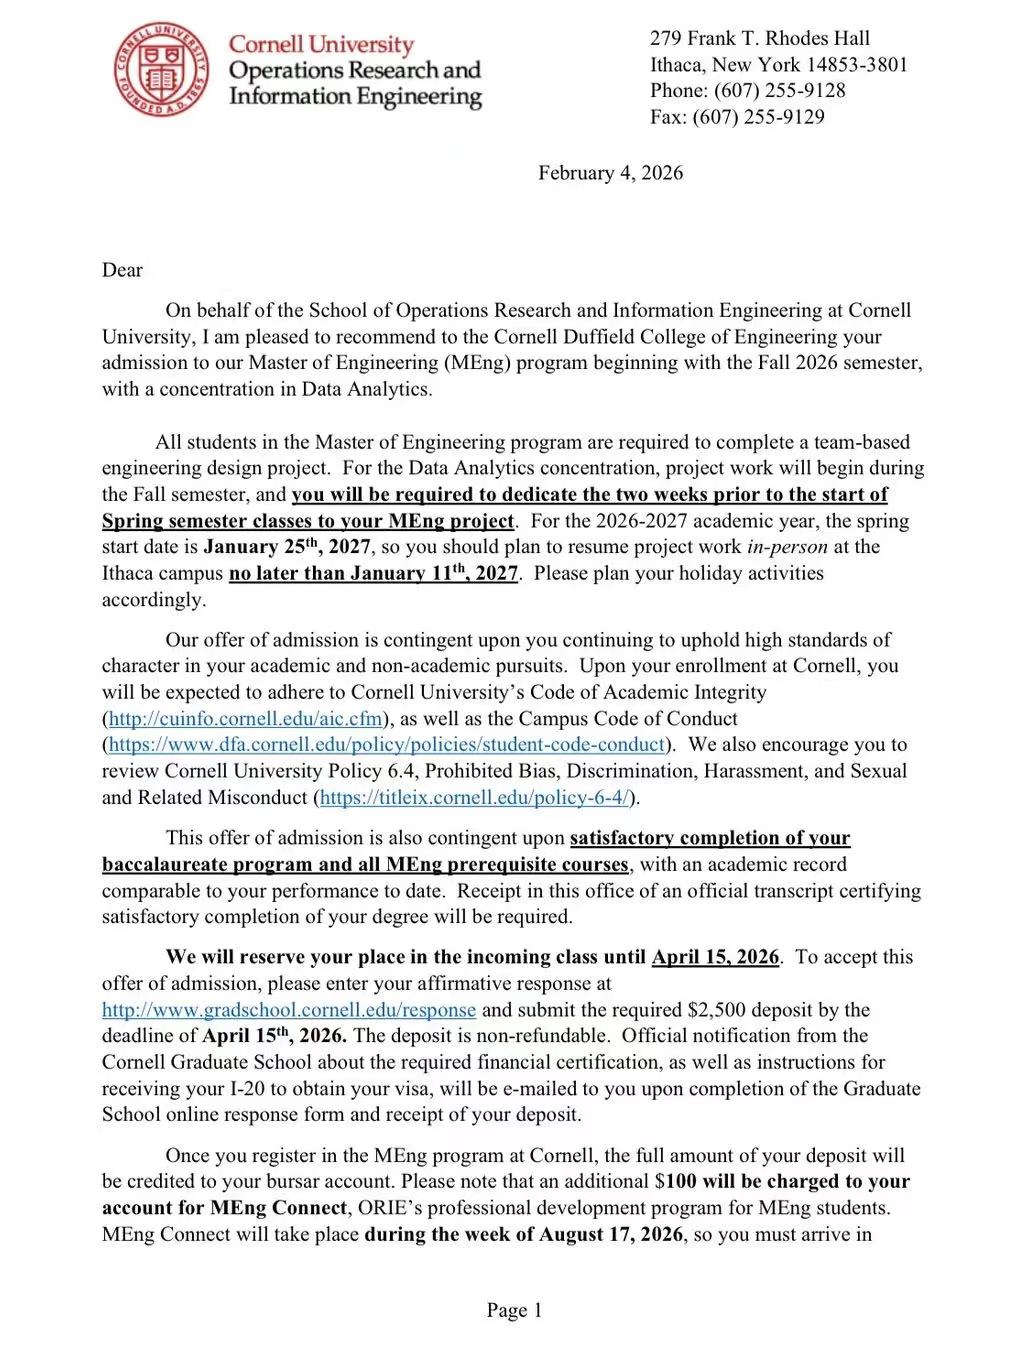 CORNELL UNIVERSITY
FOUNDED A.D. 1865
Cornell University
Operations Research and
Information Engineering
279 Frank T. Rhodes Hall
Ithaca, New York 14853-3801
Phone: (607) 255-9128
Fax: (607) 255-9129
February 4, 2026
Dear
On behalf of the School of Operations Research and Information Engineering at Cornell
University, I am pleased to recommend to the Cornell Duffield College of Engineering your
admission to our Master of Engineering (MEng) program beginning with the Fall 2026 semester,
with a concentration in Data Analytics.
All students in the Master of Engineering program are required to complete a team-based
engineering design project.  For the Data Analytics concentration, project work will begin during
the Fall semester, and you will be required to dedicate the two weeks prior to the start of
Spring semester classes to your MEng project.  For the 2026-2027 academic year, the spring
start date is January 25th, 2027, so you should plan to resume project work in-person at the
Ithaca campus no later than January 11th, 2027.  Please plan your holiday activities
accordingly.
Our offer of admission is contingent upon you continuing to uphold high standards of
character in your academic and non-academic pursuits.  Upon your enrollment at Cornell, you
will be expected to adhere to Cornell University’s Code of Academic Integrity
(http://cuinfo.cornell.edu/aic.cfm), as well as the Campus Code of Conduct
(https://www.dfa.cornell.edu/policy/policies/student-code-conduct).  We also encourage you to
review Cornell University Policy 6.4, Prohibited Bias, Discrimination, Harassment, and Sexual
and Related Misconduct (https://titleix.cornell.edu/policy-6-4/).
This offer of admission is also contingent upon satisfactory completion of your
baccalaureate program and all MEng prerequisite courses, with an academic record
comparable to your performance to date.  Receipt in this office of an official transcript certifying
satisfactory completion of your degree will be required.
We will reserve your place in the incoming class until April 15, 2026.  To accept this
offer of admission, please enter your affirmative response at
http://www.gradschool.cornell.edu/response and submit the required $2,500 deposit by the
deadline of April 15th, 2026. The deposit is non-refundable.  Official notification from the
Cornell Graduate School about the required financial certification, as well as instructions for
receiving your I-20 to obtain your visa, will be e-mailed to you upon completion of the Graduate
School online response form and receipt of your deposit.
Once you register in the MEng program at Cornell, the full amount of your deposit will
be credited to your bursar account. Please note that an additional $100 will be charged to your
account for MEng Connect, ORIE’s professional development program for MEng students.
MEng Connect will take place during the week of August 17, 2026, so you must arrive in
Page 1